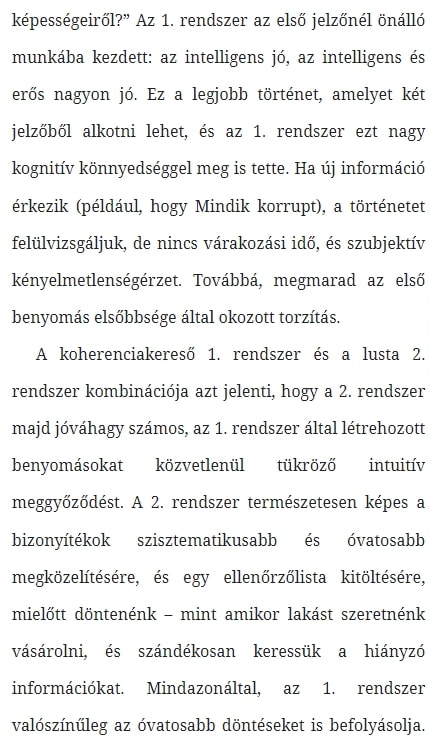 képességeiről?” Az 1. rendszer az első jelzőnél önálló
munkába kezdett: az intelligens jó, az intelligens és
erős nagyon jó. Ez a legjobb történet, amelyet két
jelzőből alkotni lehet, és az 1. rendszer ezt nagy
kognitív könnyedséggel meg is tette. Ha új információ
érkezik (például, hogy Mindik korrupt), a történetet
felülvizsgáljuk, de nincs várakozási idő, és szubjektív
kényelmetlenségérzet. Továbbá, megmarad az első
benyomás elsőbbsége által okozott torzítás.
A koherenciakereső 1. rendszer és a lusta 2.
rendszer kombinációja azt jelenti, hogy a 2. rendszer
majd jóváhagy számos, az 1. rendszer által létrehozott
benyomásokat közvetlenül tükröző intuitív
meggyőződést. A 2. rendszer természetesen képes a
bizonyítékok szisztematikusabb és óvatosabb
megközelítésére, és egy ellenőrzőlista kitöltésére,
mielőtt döntenénk – mint amikor lakást szeretnénk
vásárolni, és szándékosan keressük a hiányzó
információkat. Mindazonáltal, az 1. rendszer
valószínűleg az óvatosabb döntéseket is befolyásolja.